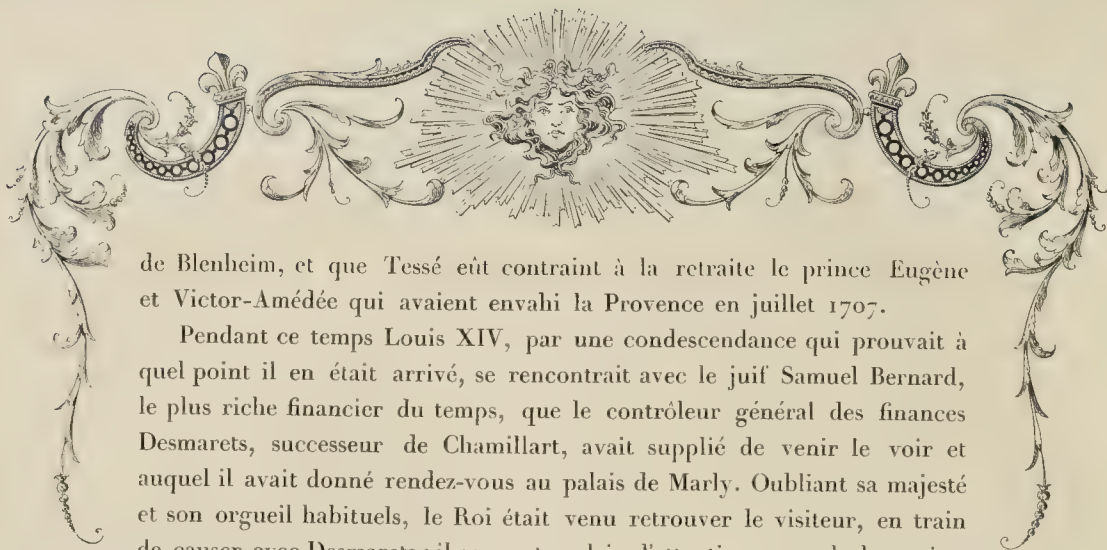 de Blenheim, et que Tessé eût contraint à la retraite le prince Eugène
et Victor-Amédée qui avaient envahi la Provence en juillet 1707.
Pendant ce temps Louis XIV, par une condescendance qui prouvait à
quel point il en était arrivé, se rencontrait avec le juif Samuel Bernard,
le plus riche financier du temps, que le contrôleur général des finances
Desmarets, successeur de Chamillart, avait supplié de venir le voir et
auquel il avait donné rendez-vous au palais de Marly. Oubliant sa majesté
et son orgueil habituels, le Roi était venu retrouver le visiteur, en train
de causer avec Desmarets